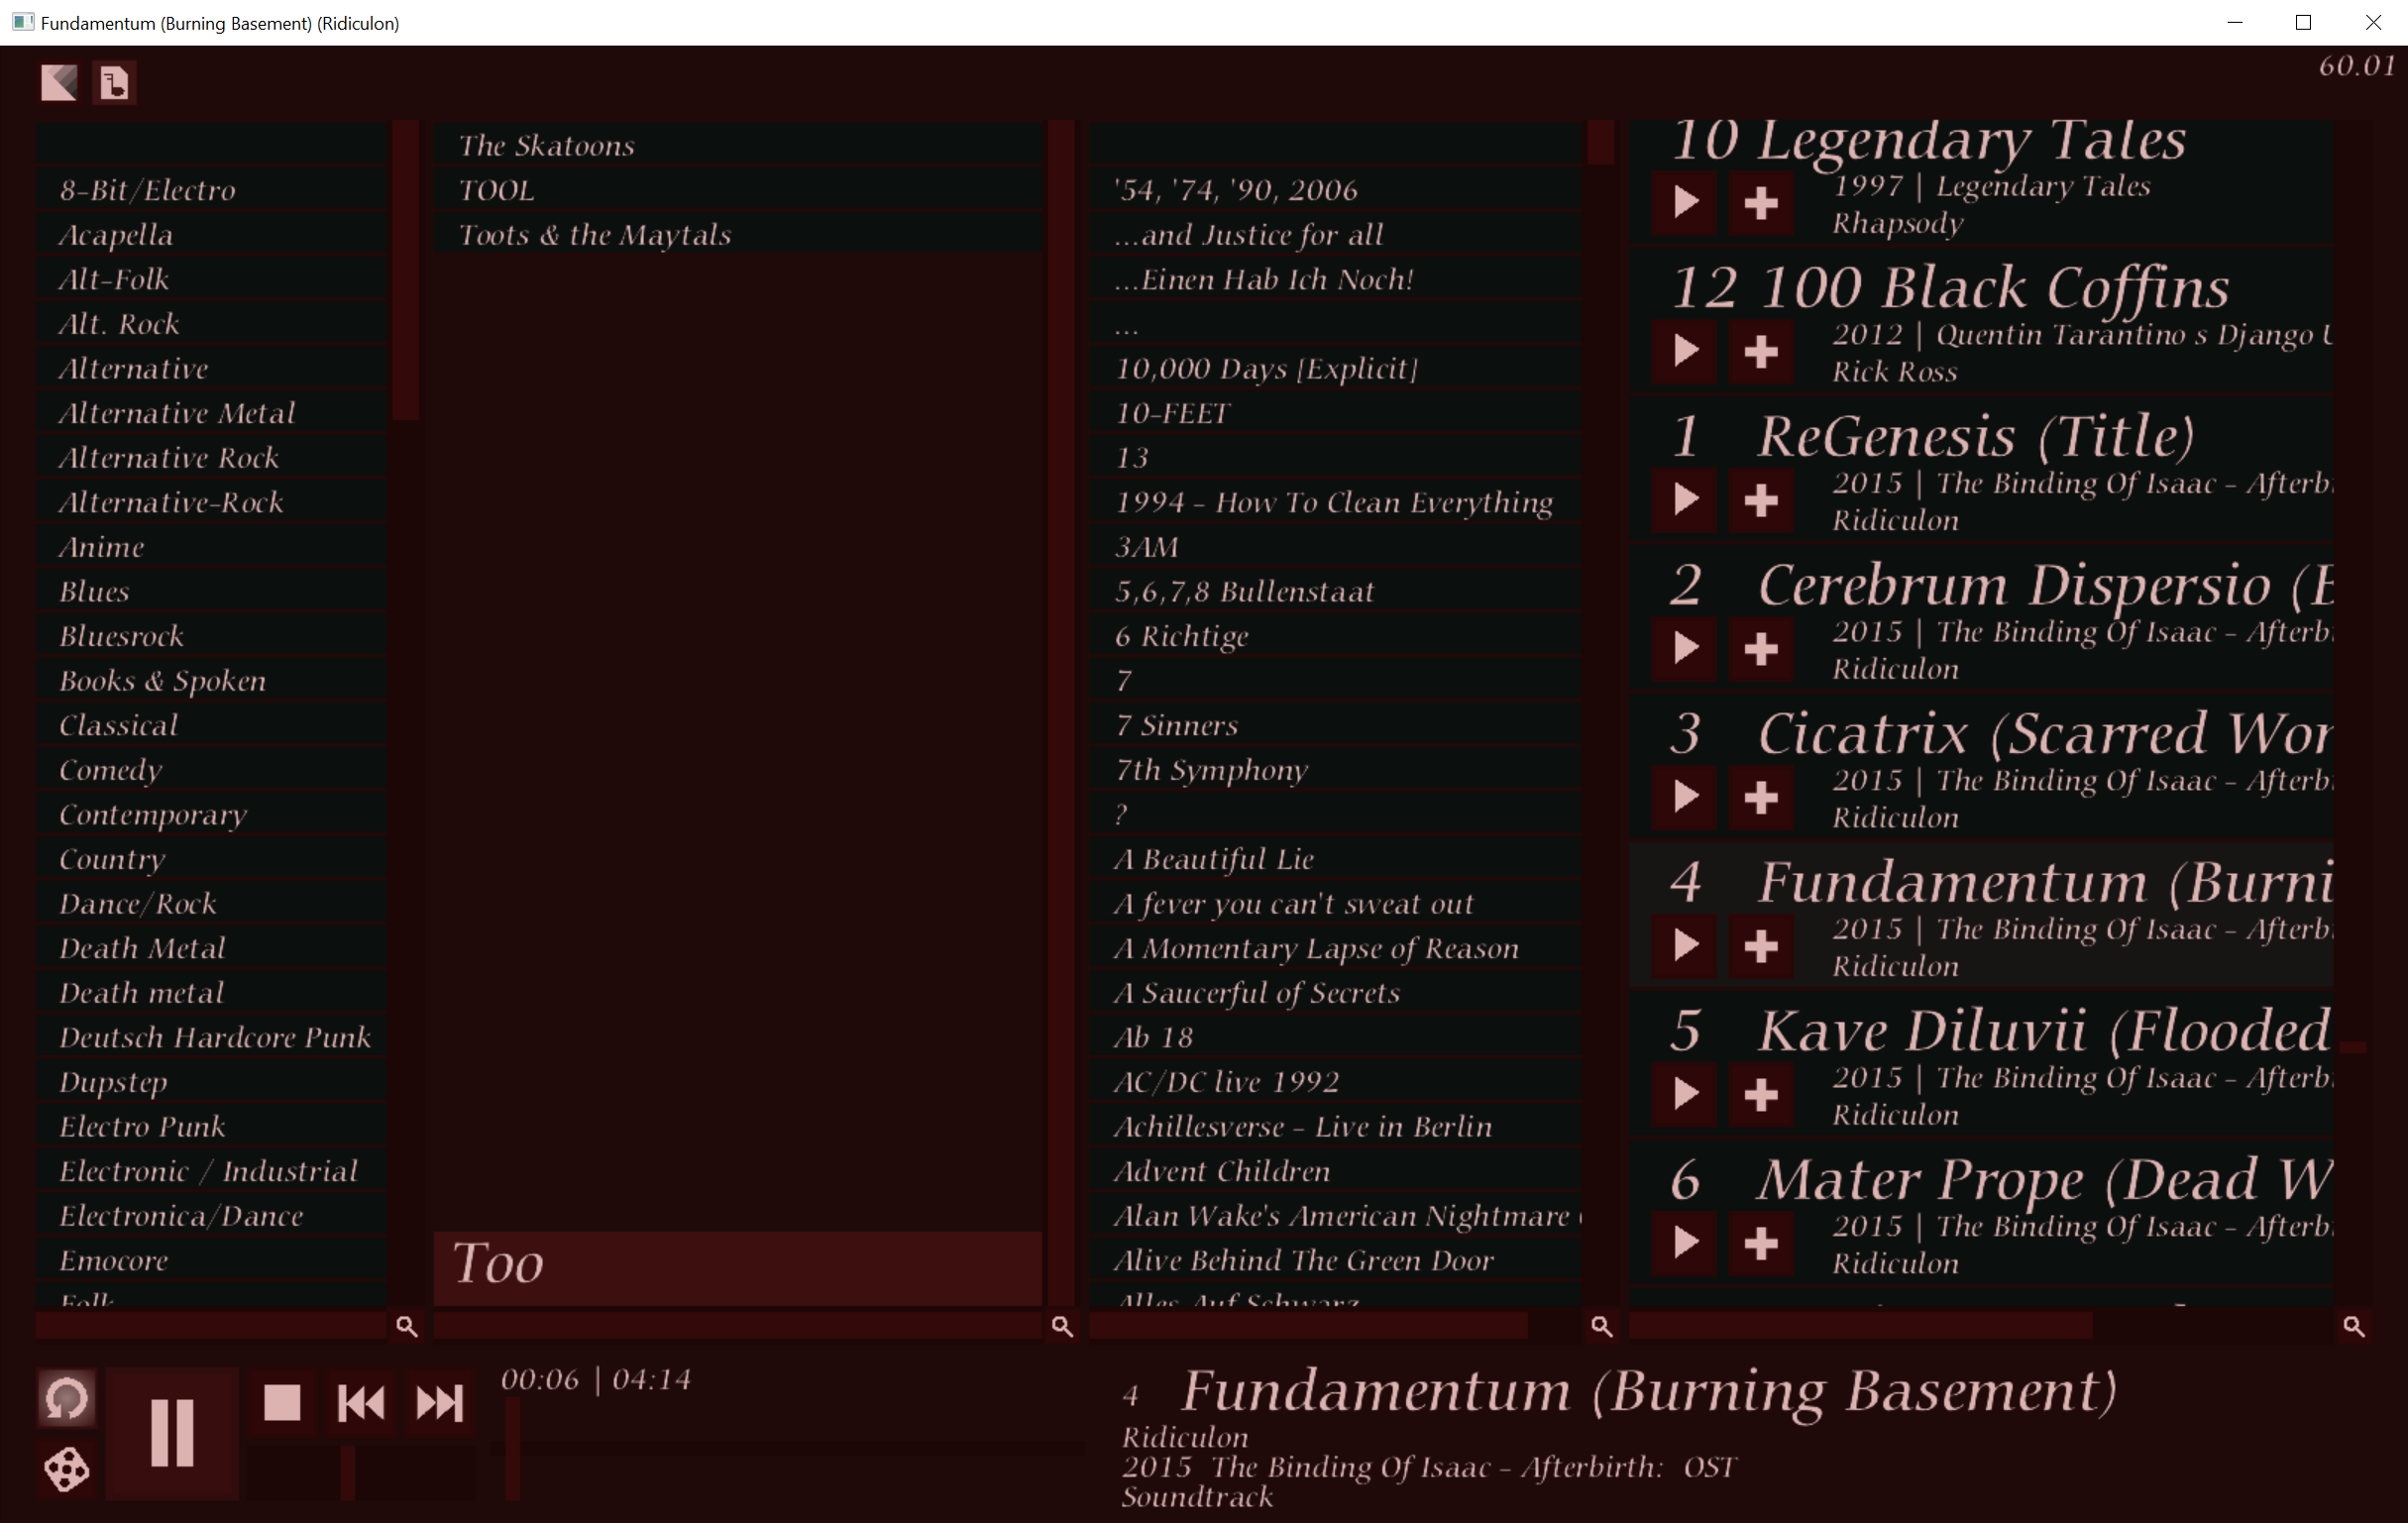 Fundamentum (Burning Basement) (Ridiculon)
60.01
8-Bit/Electro
Acapella
Alt-Folk
Alt. Rock
Alternative
Alternative Metal
Alternative Rock
Alternative-Rock
Anime
Blues
Bluesrock
Books & Spoken
Classical
Comedy
Contemporary
Country
Dance/Rock
Death Metal
Death metal
Deutsch Hardcore Punk
Dupstep
Electro Punk
Electronic / Industrial
Electronica/Dance
Emocore
Folk
The Skatoons
TOOL
Toots & the Maytals
Too
'54, '74, '90, 2006
...and Justice for all
...Einen Hab Ich Noch!
...
10,000 Days [Explicit]
10-FEET
13
1994 - How To Clean Everything
3AM
5,6,7,8 Bullenstaat
6 Richtige
7
7 Sinners
7th Symphony
?
A Beautiful Lie
A fever you can't sweat out
A Momentary Lapse of Reason
A Saucerful of Secrets
Ab 18
AC/DC live 1992
Achillesverse - Live in Berlin
Advent Children
Alan Wake's American Nightmare
Alive Behind The Green Door
Alles Auf Schwarz
10 Legendary Tales
1997 | Legendary Tales
Rhapsody
12 100 Black Coffins
2012 | Quentin Tarantino s Django U
Rick Ross
1 ReGenesis (Title)
2015 | The Binding Of Isaac - Afterbi
Ridiculon
2 Cerebrum Dispersio (
2015 | The Binding Of Isaac - Afterbi
Ridiculon
3 Cicatrix (Scarred Wor
2015 | The Binding Of Isaac - Afterbi
Ridiculon
4 Fundamentum (Burni
2015 | The Binding Of Isaac - Afterbi
Ridiculon
5 Kave Diluvii (Flooded
2015 | The Binding Of Isaac - Afterbi
Ridiculon
6 Mater Prope (Dead W
2015 | The Binding Of Isaac - Afterbi
Ridiculon
00:06 | 04:14
4 Fundamentum (Burning Basement)
Ridiculon
2015 The Binding Of Isaac - Afterbirth: OST
Soundtrack